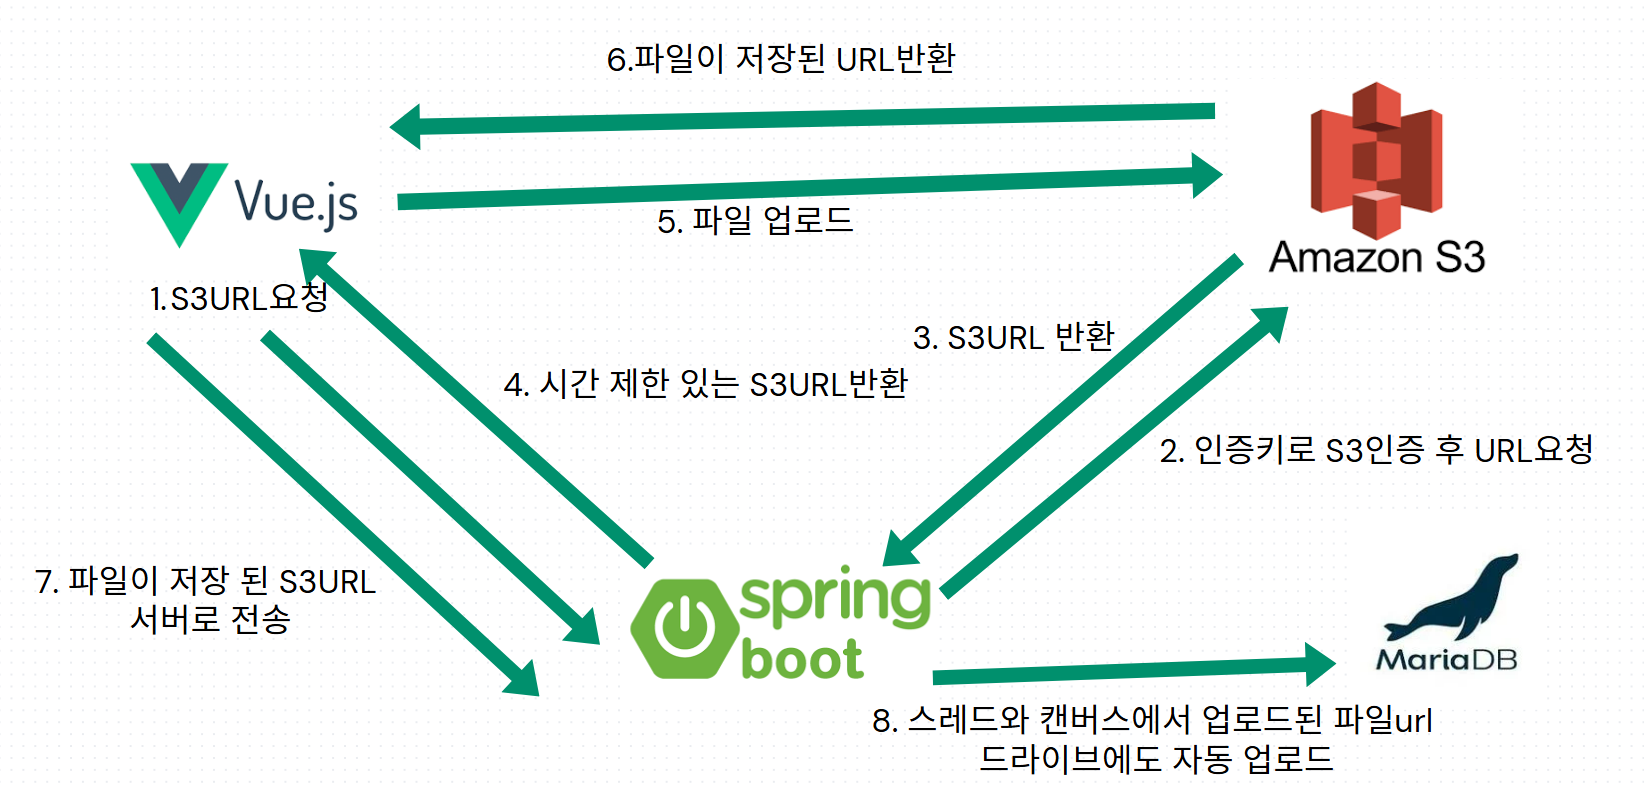 6.파일이 저장된 URL반환
Vue.js
5. 파일 업로드
Amazon S3
1.S3URL요청
3. S3URL 반환
4. 시간 제한 있는 S3URL반환
2. 인증키로 S3인증 후 URL요청
7. 파일이 저장 된 S3URL
서버로 전송
spring
boot
MariaDB
8. 스레드와 캔버스에서 업로드된 파일url
드라이브에도 자동 업로드